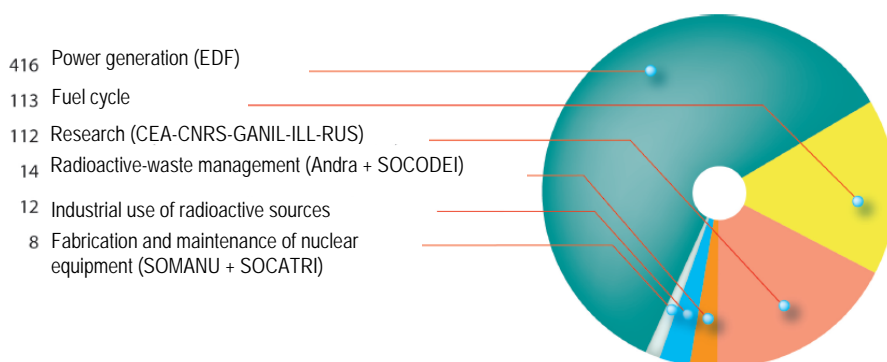 416 Power generation (EDF)
113 Fuel cycle
112 Research (CEA-CNRS-GANIL-ILL-RUS)
14 Radioactive-waste management (Andra + SOCODEI)
12 Industrial use of radioactive sources
8 Fabrication and maintenance of nuclear
equipment (SOMANU + SOCATRI)